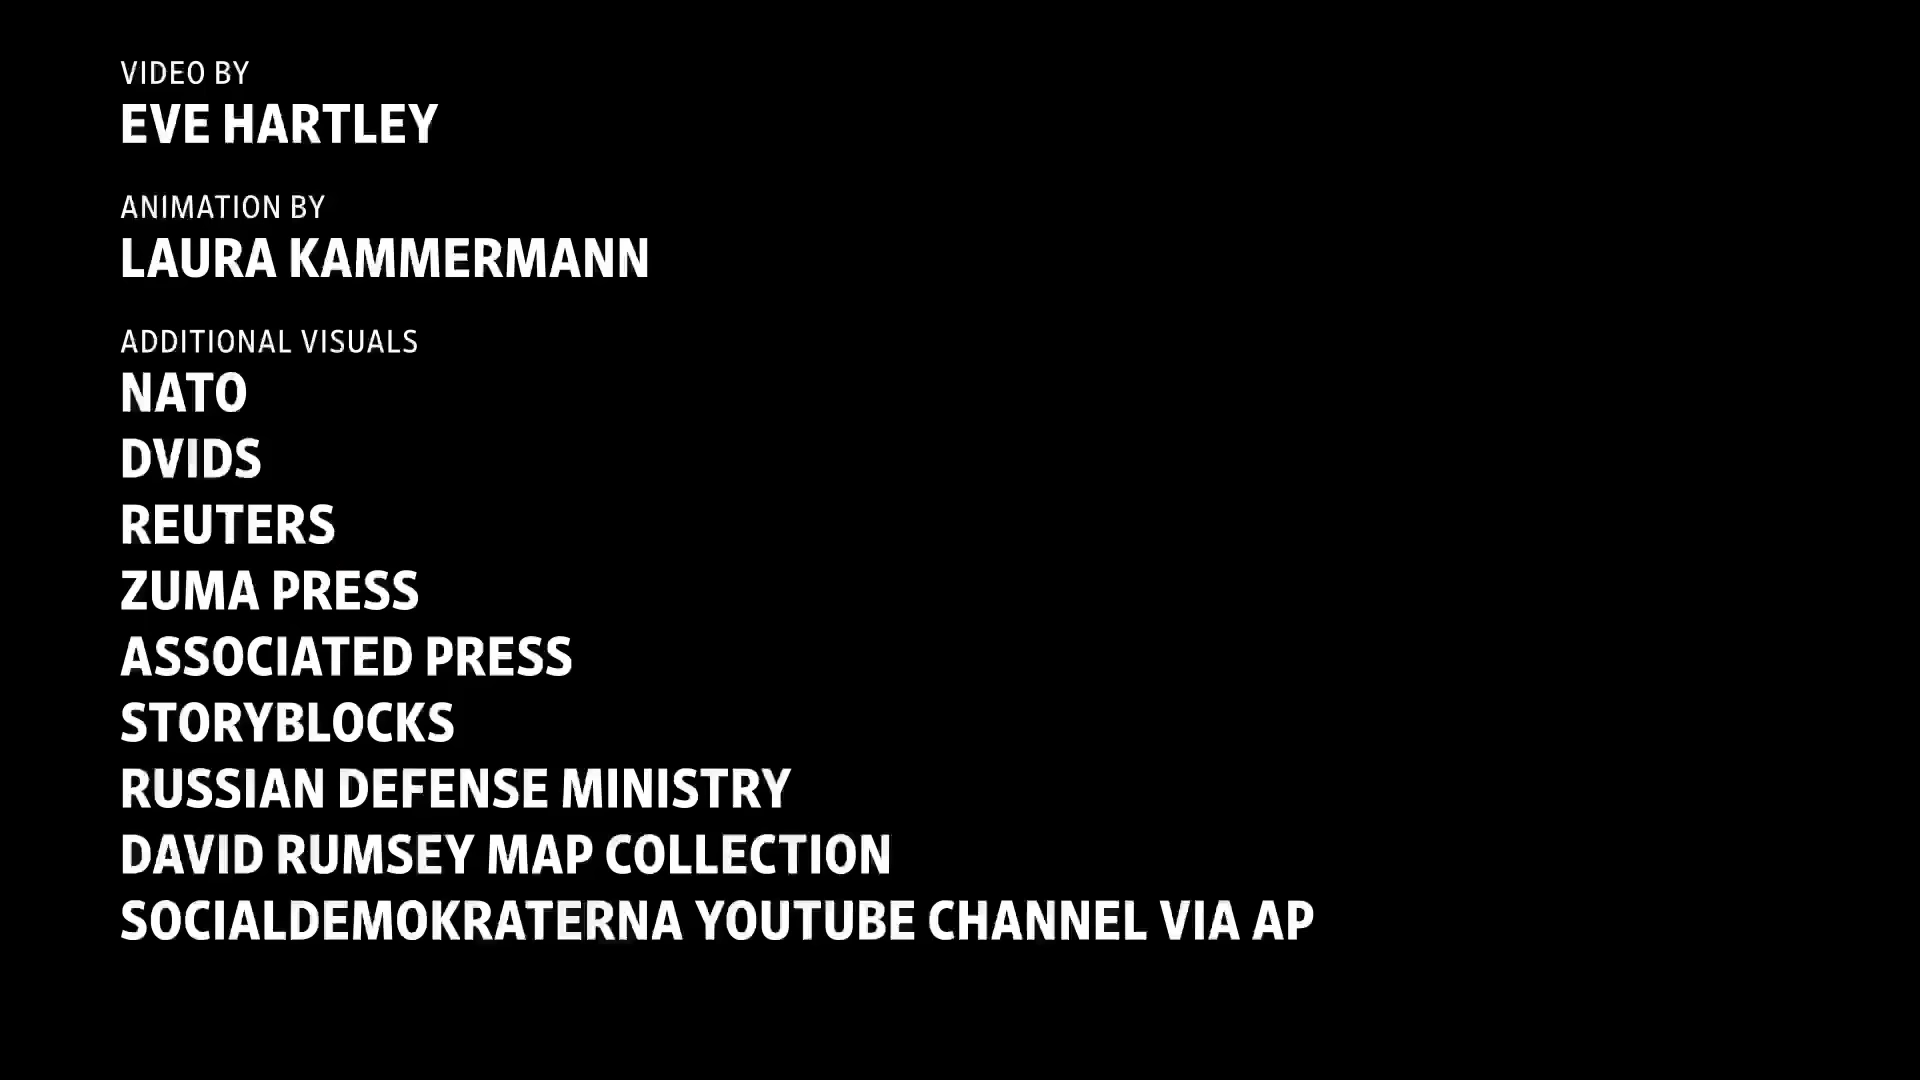 VIDEO BY
EVE HARTLEY
ANIMATION BY
LAURA KAMMERMANN
ADDITIONAL VISUALS
NATO
DVIDS
REUTERS
ZUMA PRESS
ASSOCIATED PRESS
STORYBLOCKS
RUSSIAN DEFENSE MINISTRY
DAVID RUMSEY MAP COLLECTION
SOCIALDEMOKRATERNA YOUTUBE CHANNEL VIA AP